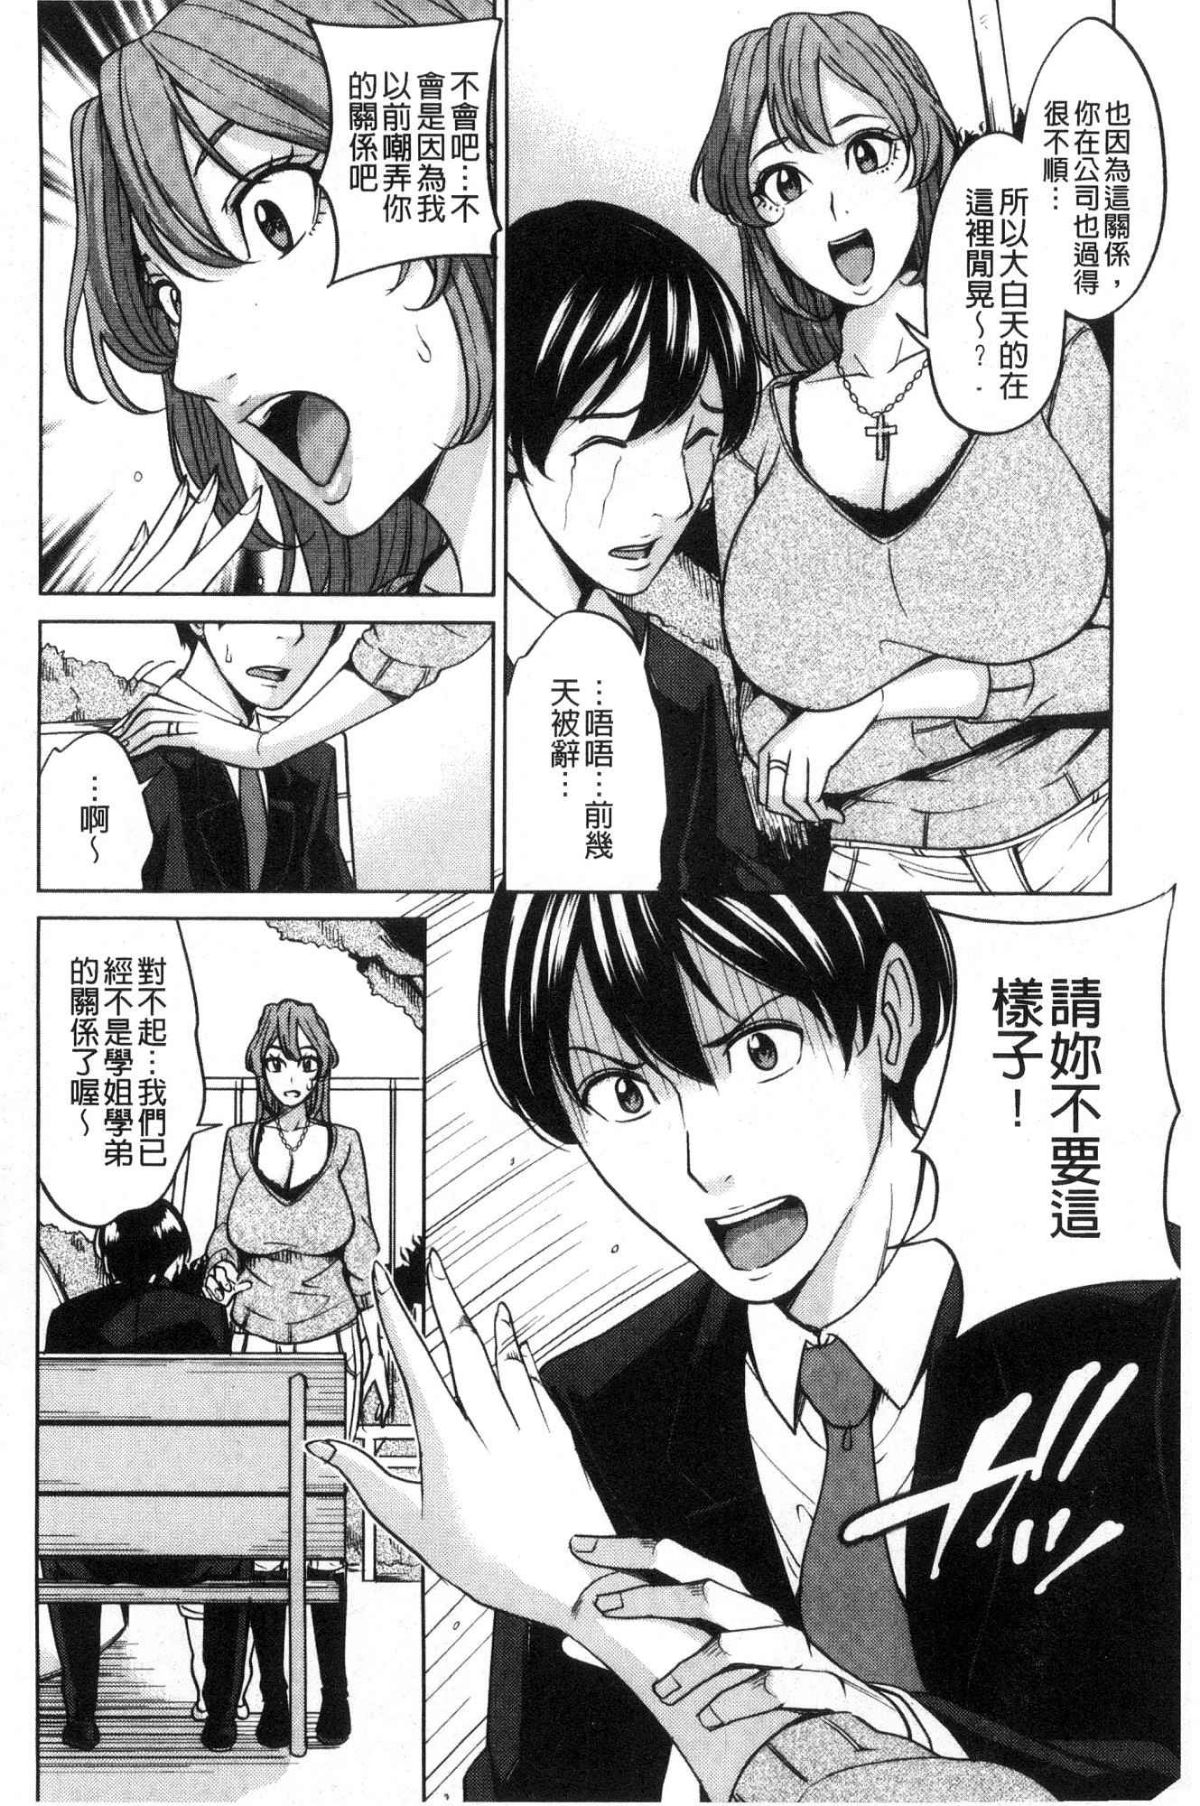 也因為這關係，
你在公司也過得
很不順…
所以大白天的在
這裡閒晃～？
…唔唔…前幾
天被辭…
不會吧…不
會是因為我
以前嘲弄你
的關係吧
…啊～
請妳不要這
樣子！
ガッ
對不起…我們已
經不是學姐學弟
的關係了喔～